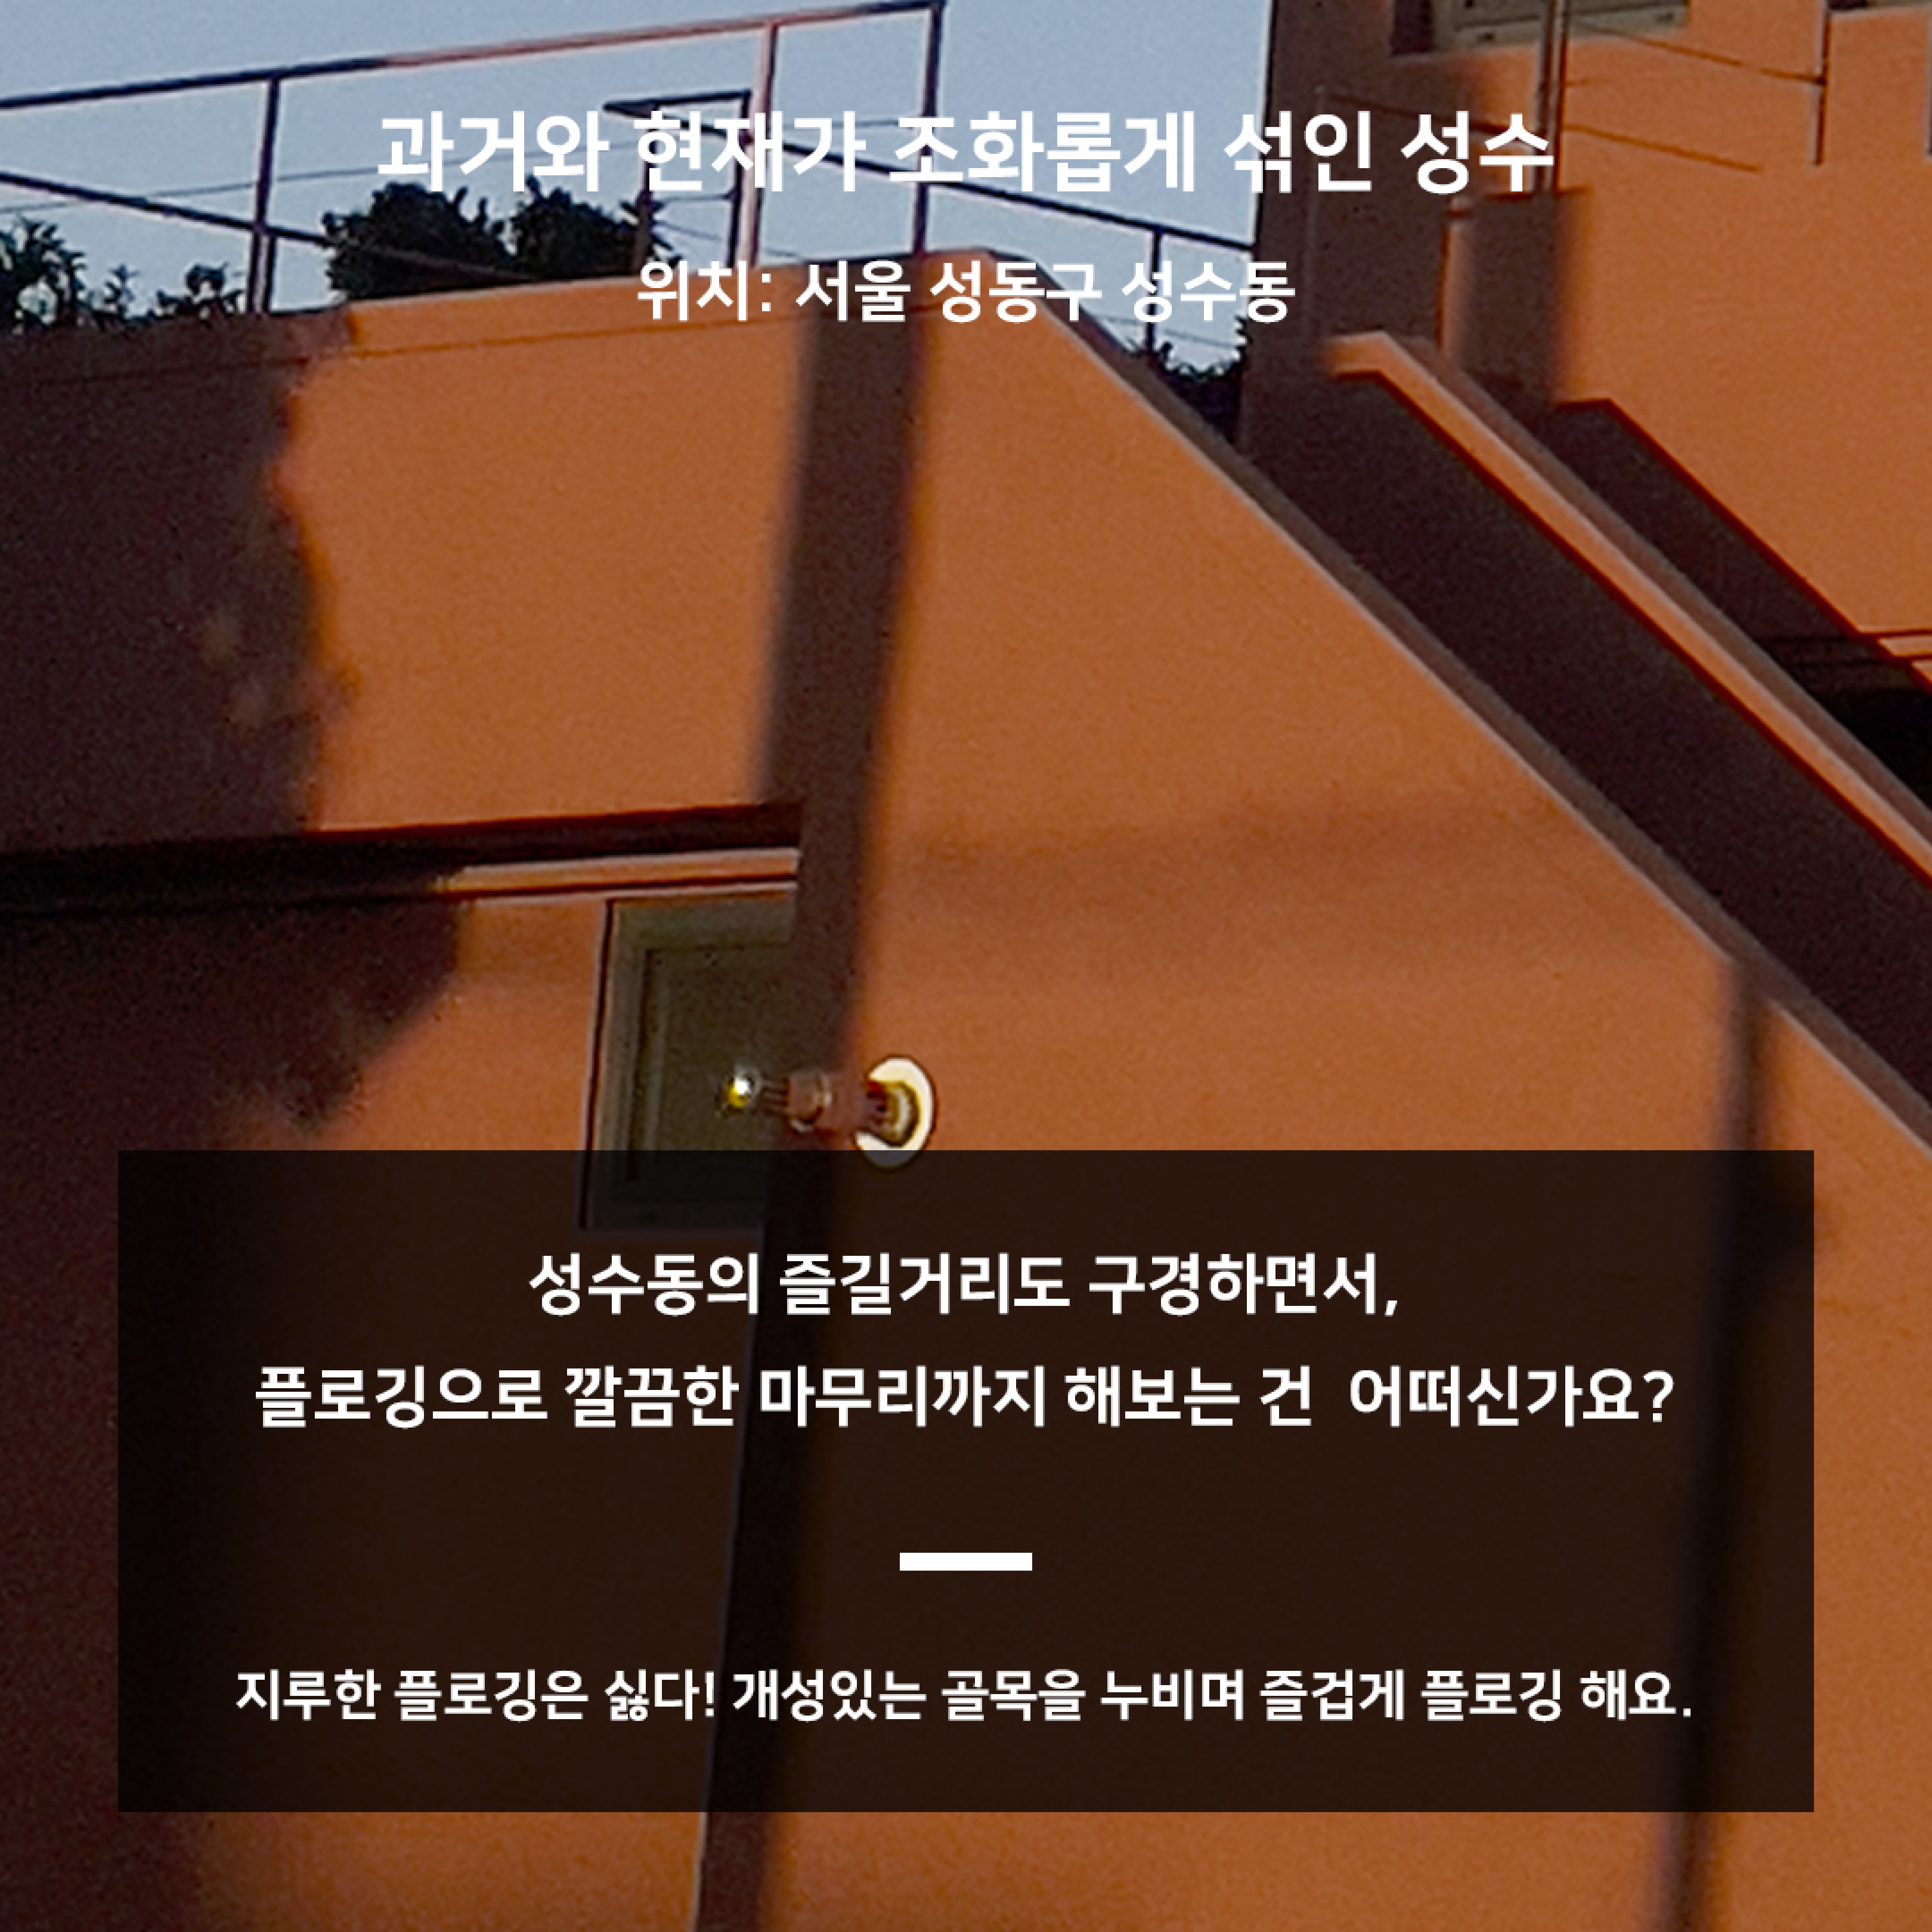 과거와 현재가 조화롭게 섞인 성수
위치: 서울 성동구 성수동
성수동의 즐길거리도 구경하면서,
플로깅으로 깔끔한 마무리까지 해보는 건 어떠신가요?
지루한 플로깅은 싫다! 개성있는 골목을 누비며 즐겁게 플로깅 해요.